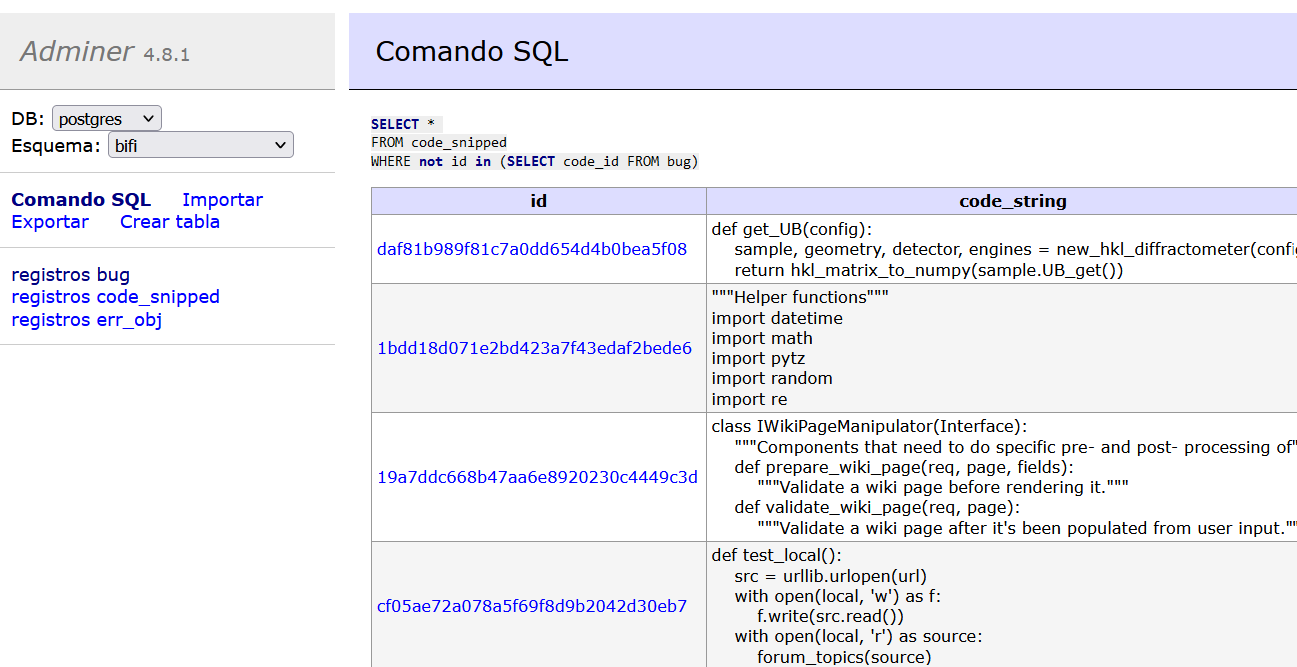 Adminer 4.8.1
DB: postgres
Esquema: bifi
Comando SQL Importar
Exportar Crear tabla
registros bug
registros code_snipped
registros err_obj
Comando SQL
SELECT *
FROM code_snipped
WHERE not id in (SELECT code_id FROM bug)
id code_string
daf81b989f81c7a0dd654d4b0bea5f08
def get_UB(config):
sample, geometry, detector, engines = new_hkl_diffractometer(confi
return hkl_matrix_to_numpy(sample.UB_get())
1bdd18d071e2bd423a7f43edaf2bede6
"""Helper functions"""
import datetime
import math
import pytz
import random
import re
19a7ddc668b47aa6e8920230c4449c3d
class IWikiPageManipulator(Interface):
"""Components that need to do specific pre- and post- processing of"
def prepare_wiki_page(req, page, fields):
"""Validate a wiki page before rendering it."""
def validate_wiki_page(req, page):
"""Validate a wiki page after it's been populated from user input.""
cf05ae72a078a5f69f8d9b2042d30eb7
def test_local():
src = urllib.urlopen(url)
with open(local, 'w') as f:
f.write(src.read())
with open(local, 'r') as source:
forum_topics(source)